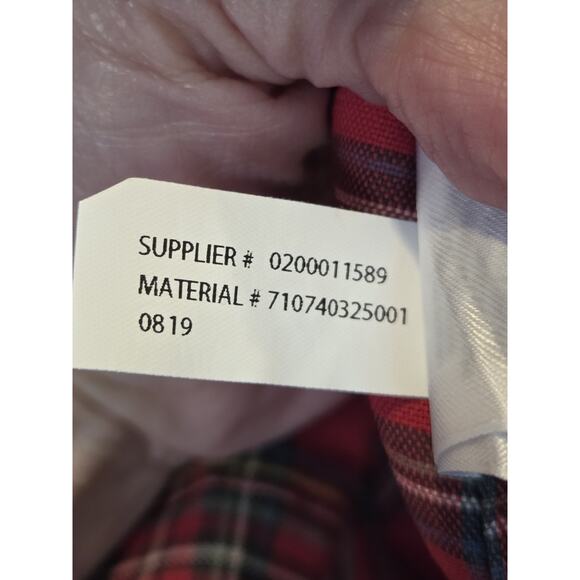 SUPPLIER # 0200011589
MATERIAL # 710740325001
0819